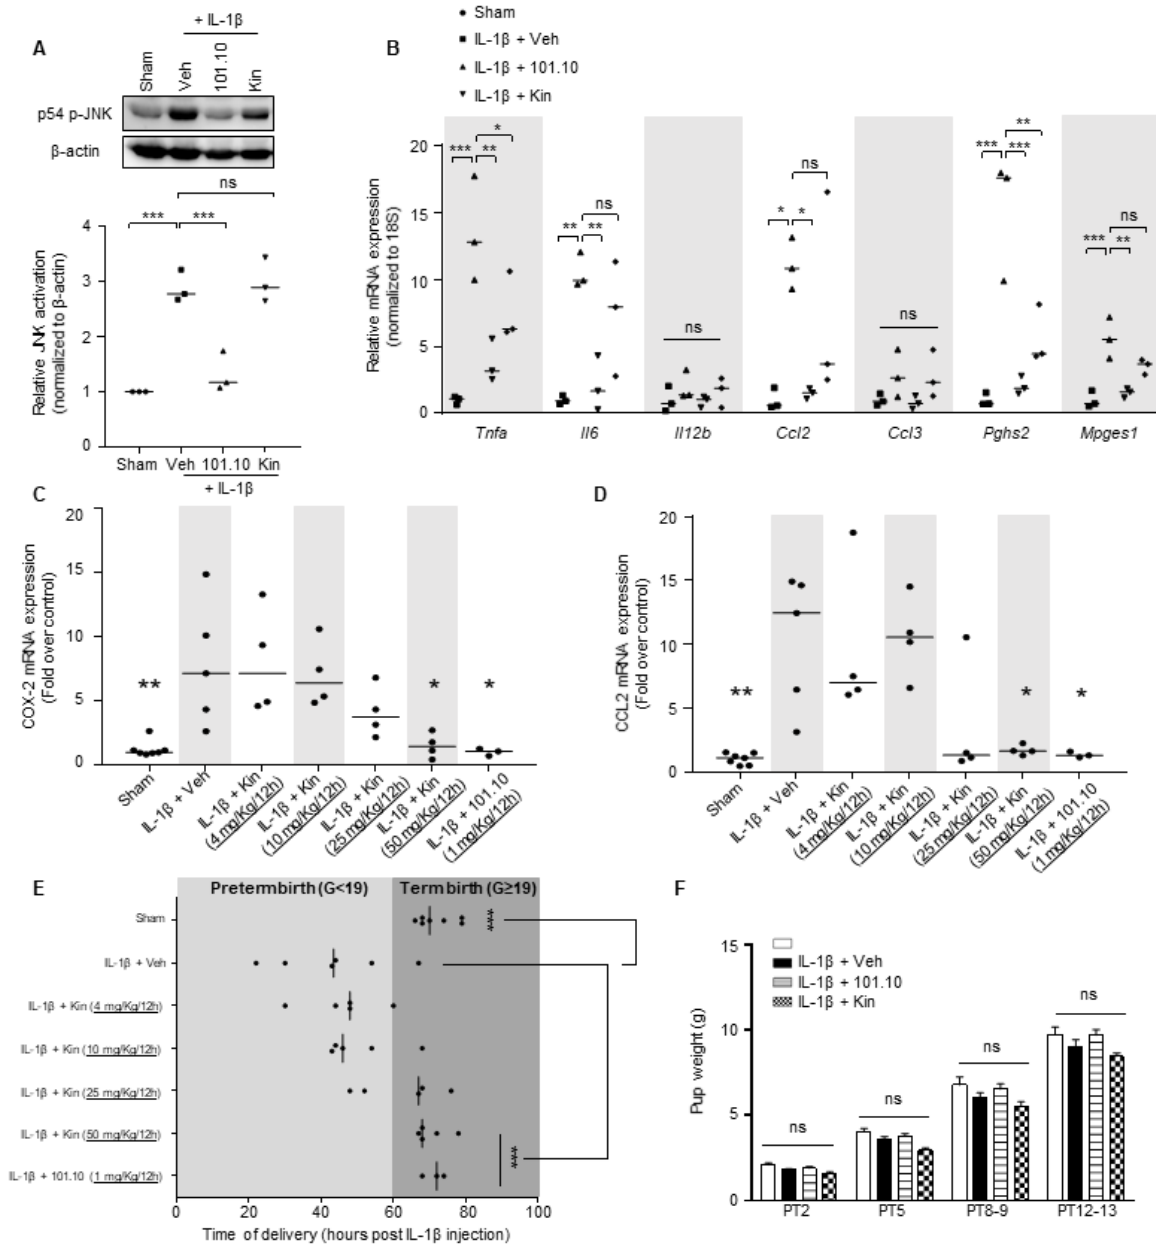 A
+ IL-1β
Sham
Veh
101.10
Kin
p54 p-JNK
β-actin
ns
***
***
Relative JNK activation
(normalized to β-actin)
4
3
2
1
0
Sham
Veh
101.10
Kin
+ IL-1β
B
Sham
IL-1β + Veh
IL-1β + 101.10
IL-1β + Kin
Relative mRNA expression
(normalized to 18S)
20
15
10
5
0
*
***
**
ns
**
**
ns
ns
*
*
ns
**
***
***
ns
***
**
Tnfa
Il6
Il12b
Ccl2
Ccl3
Pghs2
Mpges1
C
COX-2 mRNA expression
(Fold over control)
20
15
10
5
0
**
*
*
Sham
IL-1β + Veh
IL-1β + Kin
(4 mg/Kg/12h)
IL-1β + Kin
(10 mg/Kg/12h)
IL-1β + Kin
(25 mg/Kg/12h)
IL-1β + Kin
(50 mg/Kg/12h)
IL-1β + 101.10
(1 mg/Kg/12h)
D
CCL2 mRNA expression
(Fold over control)
20
15
10
5
0
**
*
*
Sham
IL-1β + Veh
IL-1β + Kin
(4 mg/Kg/12h)
IL-1β + Kin
(10 mg/Kg/12h)
IL-1β + Kin
(25 mg/Kg/12h)
IL-1β + Kin
(50 mg/Kg/12h)
IL-1β + 101.10
(1 mg/Kg/12h)
E
Preterm birth (G<19)
Term birth (G≥19)
Sham
***
IL-1β + Veh
IL-1β + Kin (4 mg/Kg/12h)
IL-1β + Kin (10 mg/Kg/12h)
IL-1β + Kin (25 mg/Kg/12h)
IL-1β + Kin (50 mg/Kg/12h)
***
IL-1β + 101.10 (1 mg/Kg/12h)
0
20
40
60
80
100
Time of delivery (hours post IL-1β injection)
F
IL-1β + Veh
IL-1β + 101.10
IL-1β + Kin
Pup weight (g)
15
10
5
0
ns
ns
ns
ns
PT2
PT5
PT8-9
PT12-13